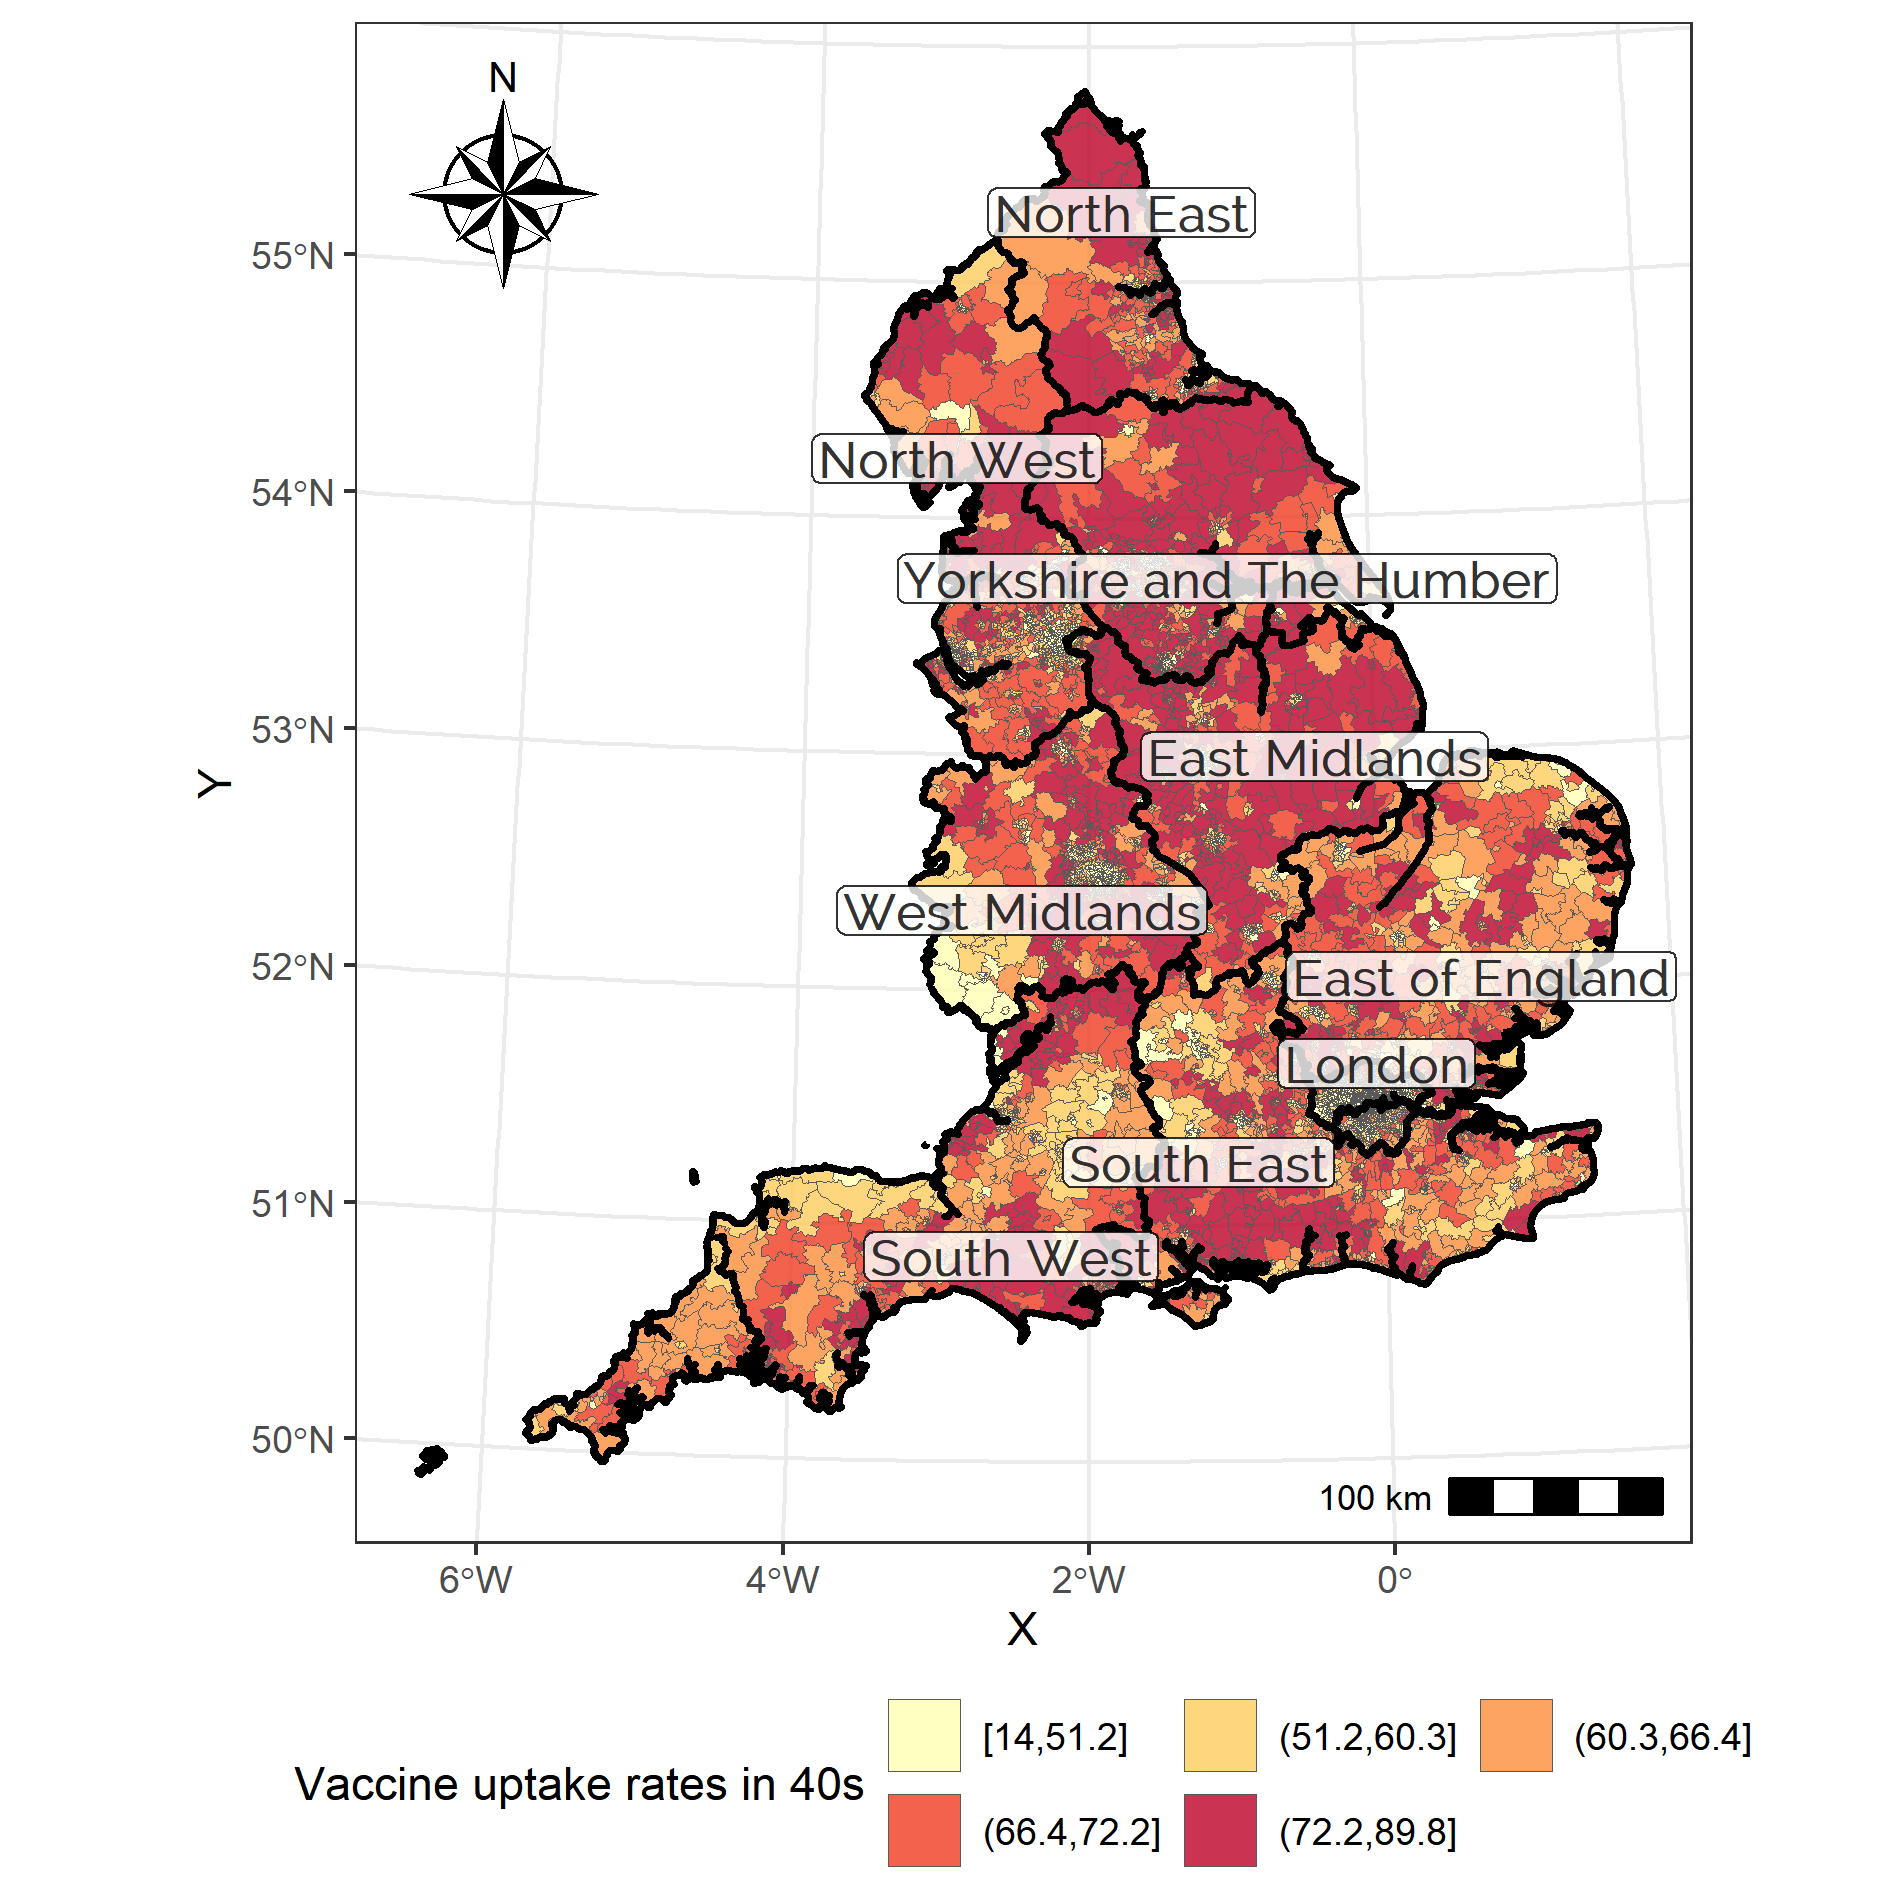 N
North East
55°N
North West
54°N
Yorkshire and The Humber
53°N
East Midlands
Y
West Midlands
52°N
East of England
London
South East
51°N
South West
50°N
100 km
6°W 4°W 2°W 0°
X
Vaccine uptake rates in 40s
[14,51.2] (51.2,60.3] (60.3,66.4]
(66.4,72.2] (72.2,89.8]